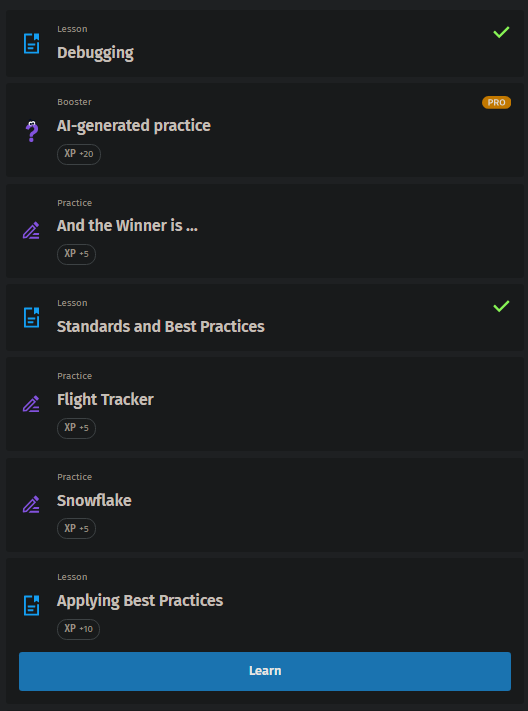 Lesson
Debugging
Booster
PRO
AI-generated practice
XP +20
Practice
And the Winner is ...
XP +5
Lesson
Standards and Best Practices
Practice
Flight Tracker
XP +5
Practice
Snowflake
XP +5
Lesson
Applying Best Practices
XP +10
Learn